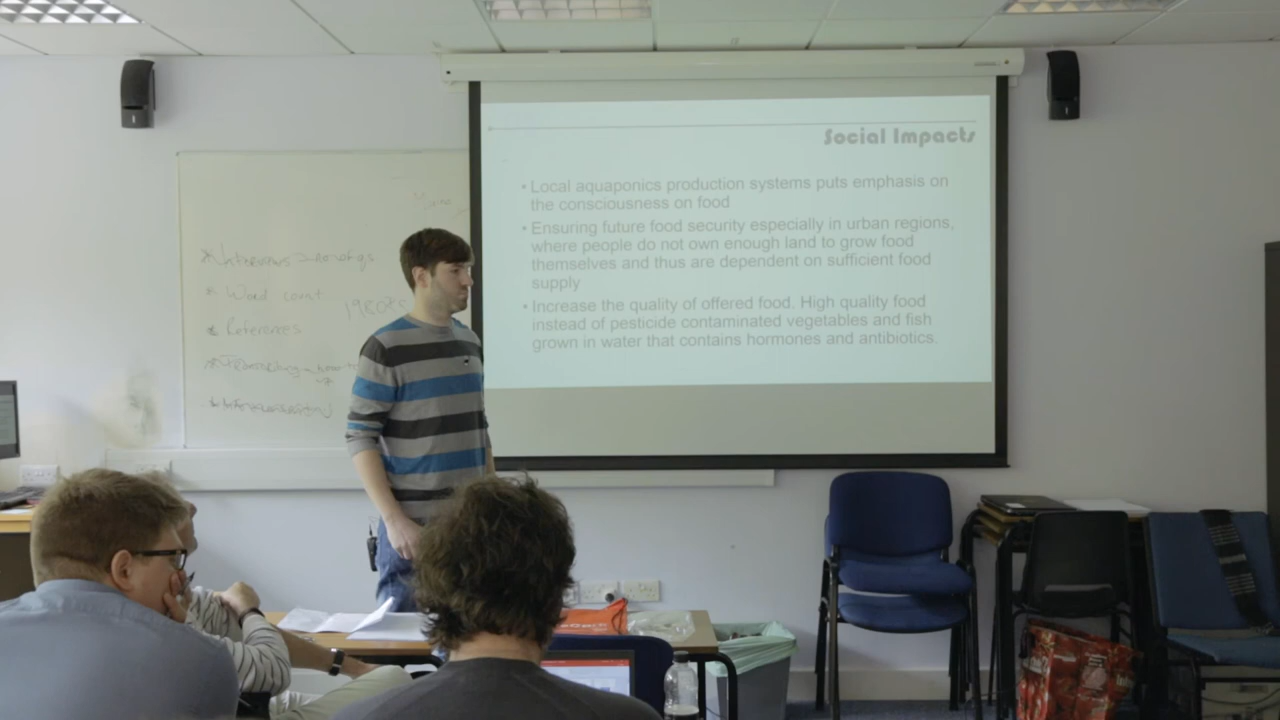 Social Impacts
• Local aquaponics production systems puts emphasis on
the consciousness on food
• Ensuring future food security especially in urban regions,
where people do not own enough land to grow food
themselves and thus are dependent on sufficient food
supply
• Increase the quality of offered food. High quality food
instead of pesticide contaminated vegetables and fish
grown in water that contains hormones and antibiotics.
* Word count
1980s
* References